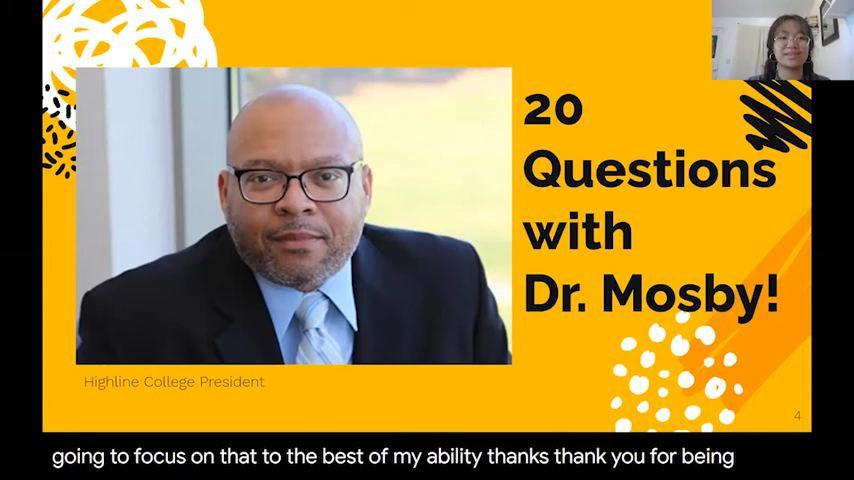 20
Questions
with
Dr. Mosby!
Highline College President
4
going to focus on that to the best of my ability thanks thank you for being